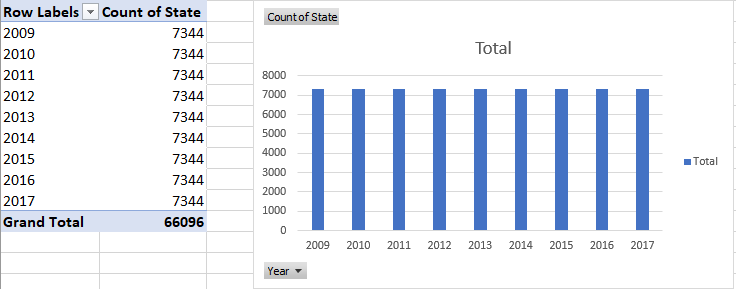 Row Labels Count of State
2009 7344
2010 7344
2011 7344
2012 7344
2013 7344
2014 7344
2015 7344
2016 7344
2017 7344
Grand Total 66096
Count of State
Total
8000
7000
6000
5000
4000
3000
2000
1000
0
2009 2010 2011 2012 2013 2014 2015 2016 2017
Total
Year